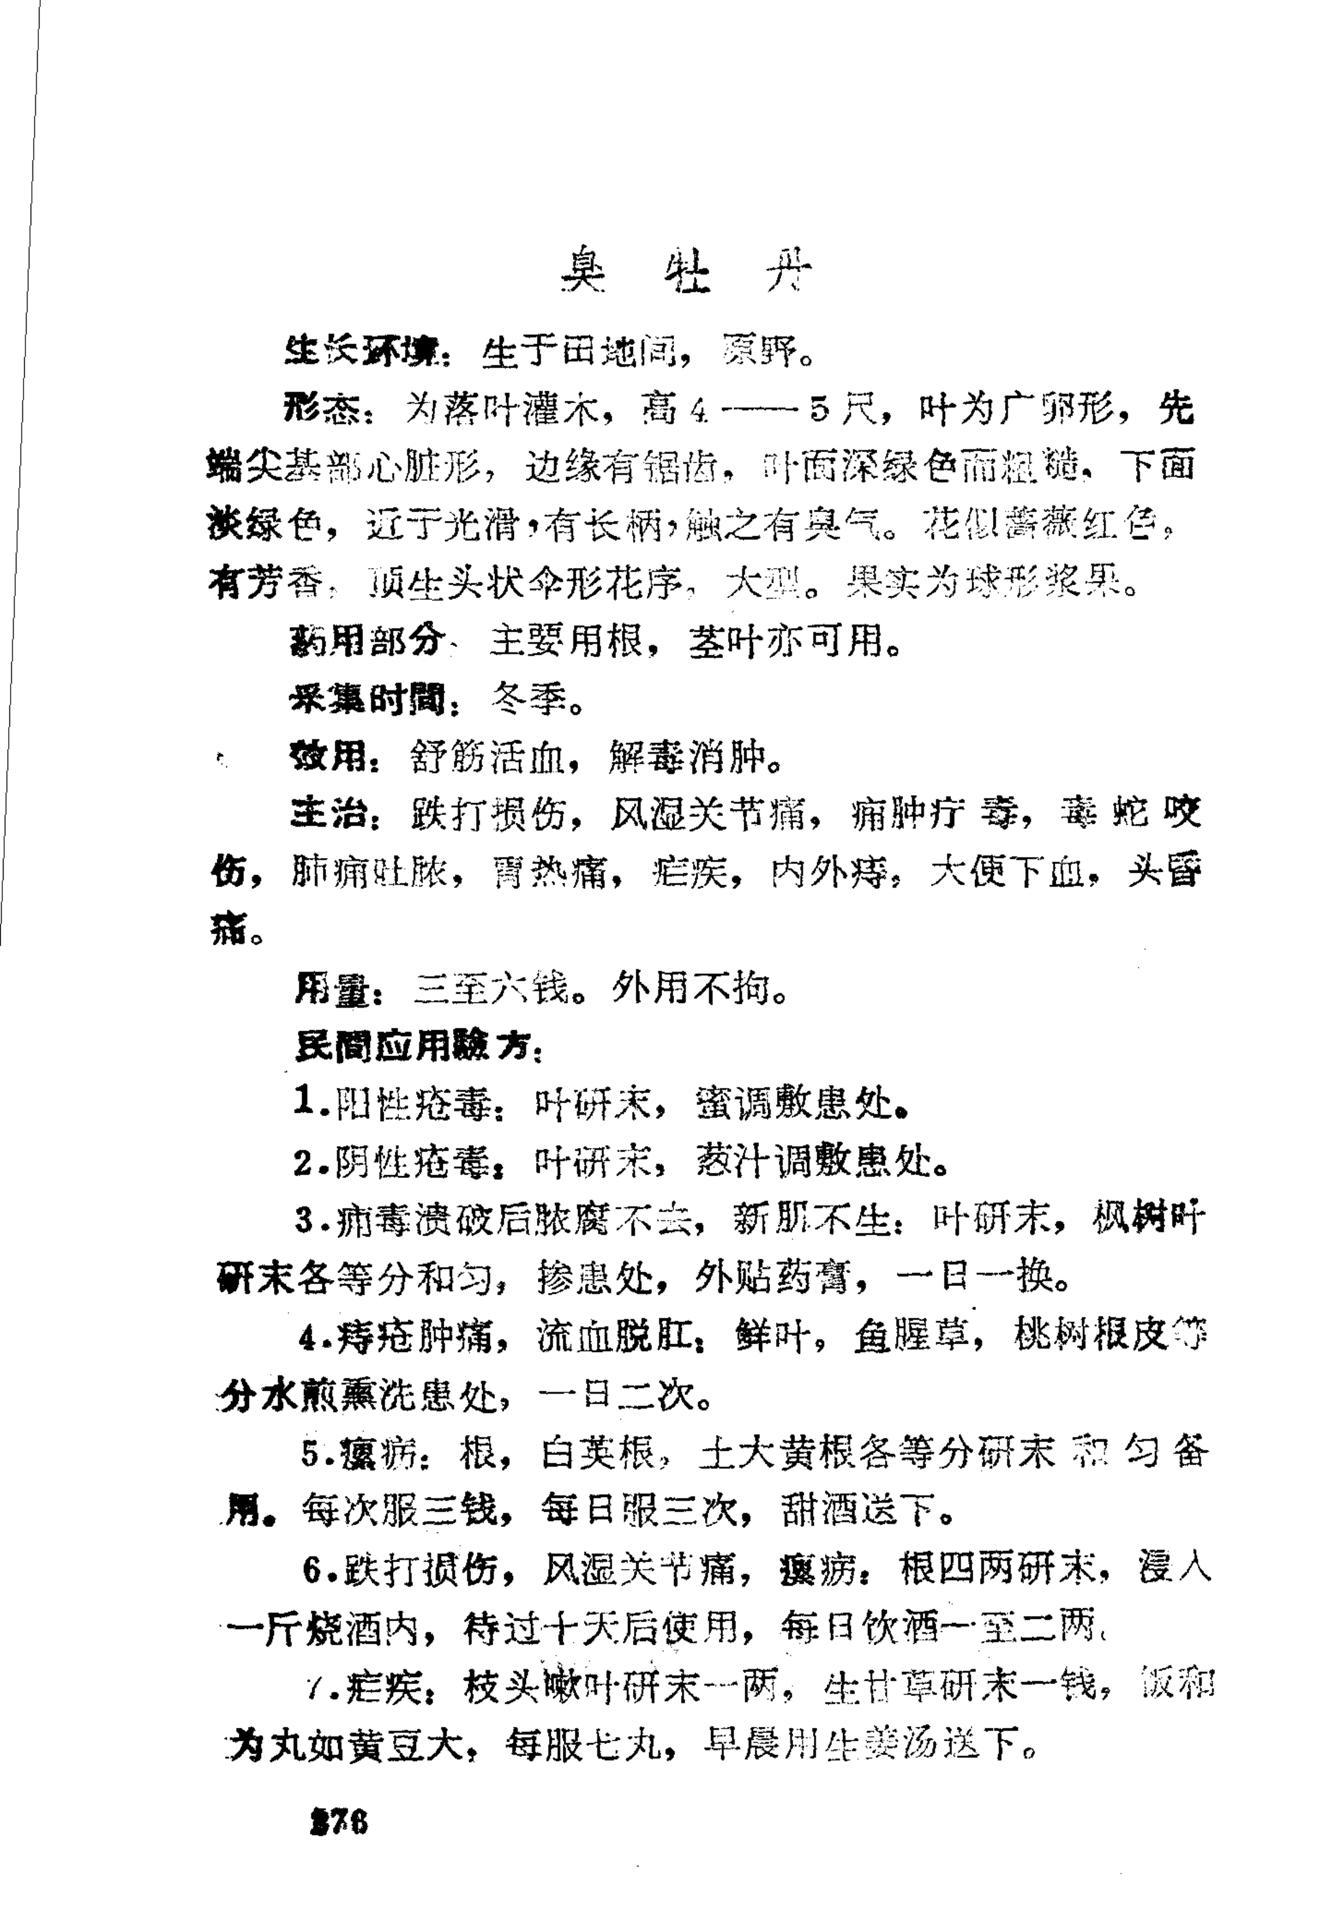 臭牡丹
生长环境：生于田地间，原野。
形态：为落叶灌木，高4——5尺，叶为广卵形，先
端尖基部心脏形，边缘有锯齿，叶面深绿色而粗糙，下面
淡绿色，近于光滑，有长柄，触之有臭气。花似蔷薇红色，
有芳香，顶生头状伞形花序，大型。果实为球形浆果。
药用部分：主要用根，茎叶亦可用。
采集时間：冬季。
效用：舒筋活血，解毒消肿。
主治：跌打损伤，风湿关节痛，痈肿疔毒，毒蛇咬
伤，肺痈吐脓，胃热痛，疟疾，内外痔，大便下血，头昏
痛。
用量：三至六钱。外用不拘。
民間应用驗方：
1.阳性疮毒：叶研末，蜜调敷患处。
2.阴性疮毒：叶研末，葱汁调敷患处。
3.痈毒溃破后脓腐不去，新肌不生：叶研末，枫树叶
研末各等分和匀，掺患处，外贴药膏，一日一换。
4.痔疮肿痛，流血脱肛：鲜叶，鱼腥草，桃树根皮等
分水煎熏洗患处，一日二次。
5.瘰疬：根，白英根，土大黄根各等分研末和匀备
用。每次服三钱，每日服三次，甜酒送下。
6.跌打损伤，风湿关节痛，瘰疬：根四两研末，浸入
一斤烧酒内，待过十天后使用，每日饮酒一至二两。
7.疟疾：枝头嫩叶研末一两，生甘草研末一钱，饭和
为丸如黄豆大，每服七丸，早晨用生姜汤送下。
376